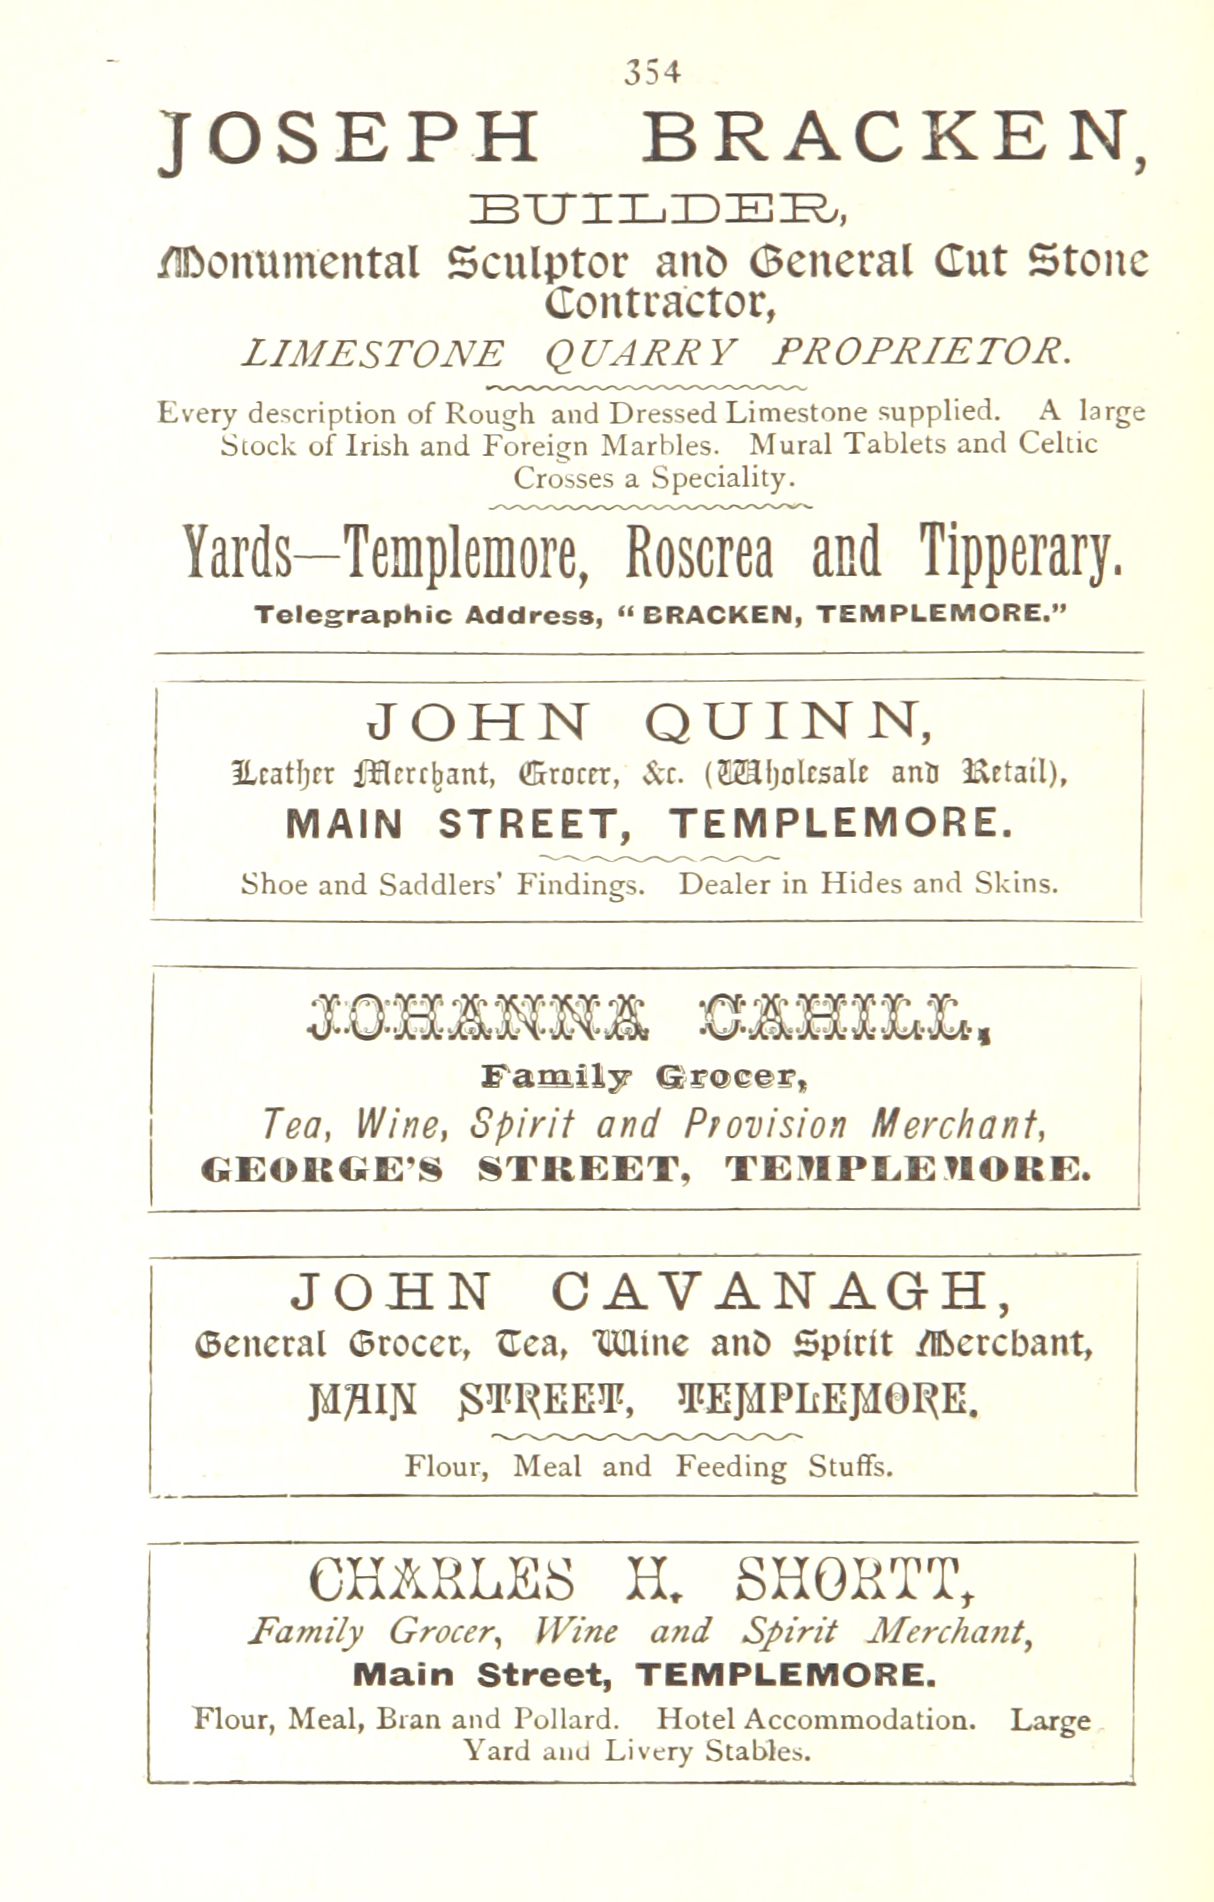 354
JOSEPH BRACKEN,
BUILDER,
Monumental Sculptor and General Cut Stone
Contractor,
LIMESTONE QUARRY PROPRIETOR.
Every description of Rough and Dressed Limestone supplied. A large
Stock of Irish and Foreign Marbles. Mural Tablets and Celtic
Crosses a Speciality.
Yards—Templemore, Roscrea and Tipperary.
Telegraphic Address, “BRACKEN, TEMPLEMORE.”
JOHN QUINN,
Leather Merchant, Grocer, &c. (Wholesale and Retail),
MAIN STREET, TEMPLEMORE.
Shoe and Saddlers' Findings. Dealer in Hides and Skins.
JOHANNA CAHILL,
Family Grocer,
Tea, Wine, Spirit and Provision Merchant,
GEORGE'S STREET, TEMPLEMORE.
JOHN CAVANAGH,
General Grocer, Tea, Wine and Spirit Merchant,
MAIN STREET, TEMPLEMORE.
Flour, Meal and Feeding Stuffs.
CHARLES H. SHORTT,
Family Grocer, Wine and Spirit Merchant,
Main Street, TEMPLEMORE.
Flour, Meal, Bran and Pollard. Hotel Accommodation. Large
Yard and Livery Stables.